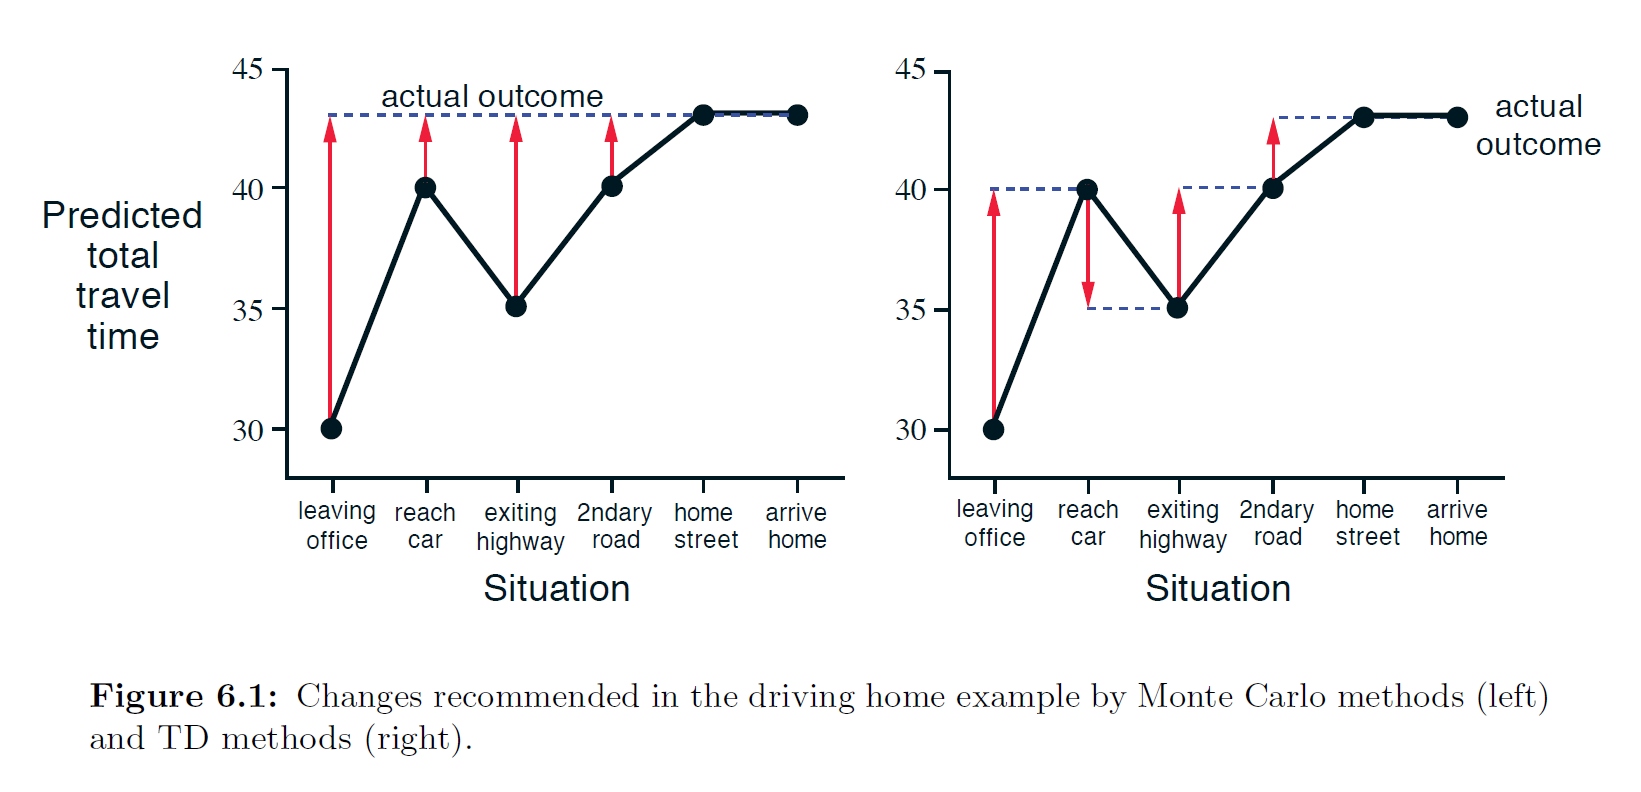 Predicted
total
travel
time
45
40
35
30
actual outcome
leaving office
reach car
exiting highway
2ndary road
home street
arrive home
Situation
45
40
35
30
actual
outcome
leaving office
reach car
exiting highway
2ndary road
home street
arrive home
Situation
Figure 6.1: Changes recommended in the driving home example by Monte Carlo methods (left)
and TD methods (right).